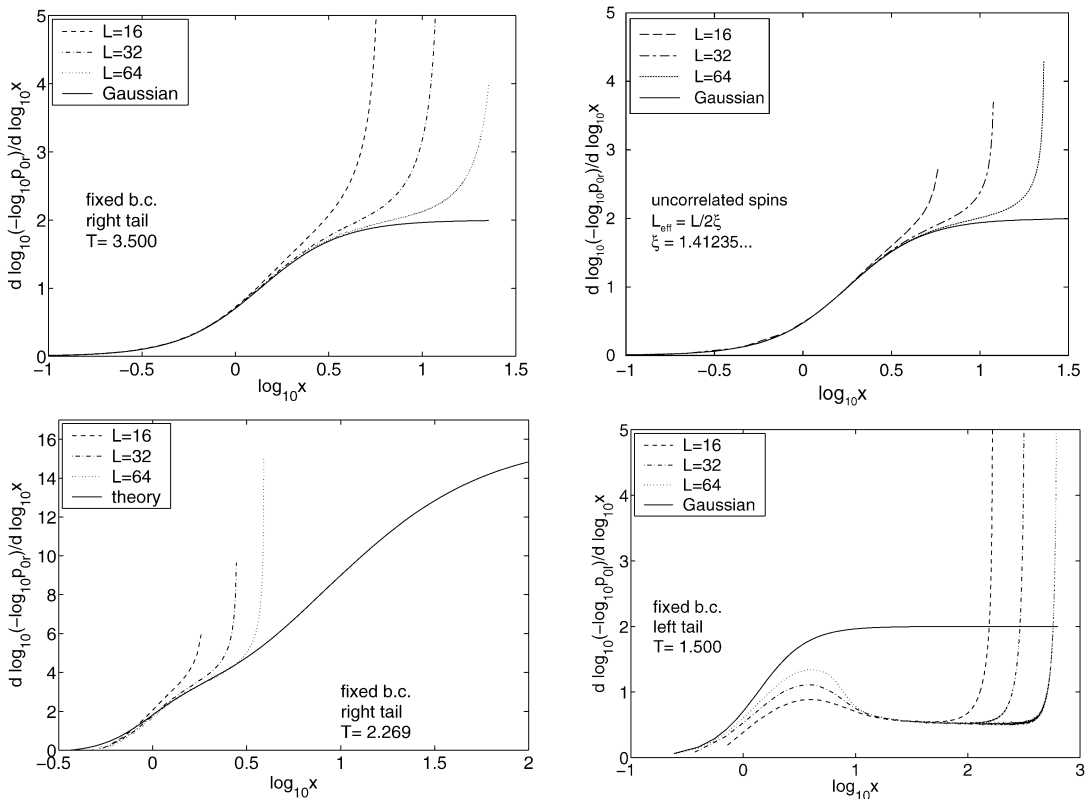 5
4
3
2
1
0
−1
−0.5
0
0.5
1
1.5
log₁₀x
d log₁₀(−log₁₀p₀ᵣ)/d log₁₀x
L=16
L=32
L=64
Gaussian
fixed b.c.
right tail
T= 3.500
5
4
3
2
1
0
−1
−0.5
0
0.5
1
1.5
log₁₀x
d log₁₀(−log₁₀p₀ᵣ)/d log₁₀x
L=16
L=32
L=64
Gaussian
uncorrelated spins
L_eff = L/2ξ
ξ = 1.41235...
16
14
12
10
8
6
4
2
0
−0.5
0
0.5
1
1.5
2
log₁₀x
d log₁₀(−log₁₀p₀ᵣ)/d log₁₀x
L=16
L=32
L=64
theory
fixed b.c.
right tail
T= 2.269
5
4
3
2
1
0
−1
0
1
2
3
log₁₀x
d log₁₀(−log₁₀p₀ₗ)/d log₁₀x
L=16
L=32
L=64
Gaussian
fixed b.c.
left tail
T= 1.500